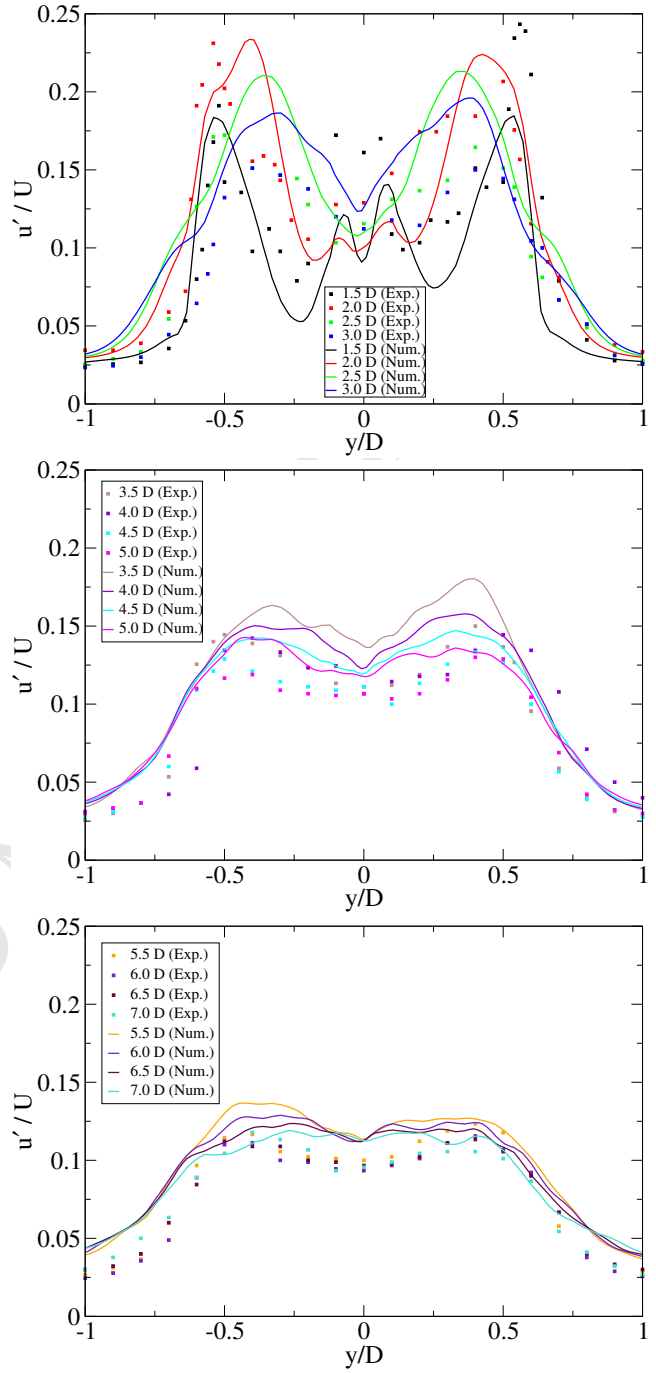 0.25
0.2
0.15
0.1
0.05
0
u′ / U
1.5 D (Exp.)
2.0 D (Exp.)
2.5 D (Exp.)
3.0 D (Exp.)
1.5 D (Num.)
2.0 D (Num.)
2.5 D (Num.)
3.0 D (Num.)
-1 -0.5 0 0.5 1
y/D
0.25
0.2
0.15
0.1
0.05
0
u′ / U
3.5 D (Exp.)
4.0 D (Exp.)
4.5 D (Exp.)
5.0 D (Exp.)
3.5 D (Num.)
4.0 D (Num.)
4.5 D (Num.)
5.0 D (Num.)
-1 -0.5 0 0.5 1
y/D
0.25
0.2
0.15
0.1
0.05
0
u′ / U
5.5 D (Exp.)
6.0 D (Exp.)
6.5 D (Exp.)
7.0 D (Exp.)
5.5 D (Num.)
6.0 D (Num.)
6.5 D (Num.)
7.0 D (Num.)
-1 -0.5 0 0.5 1
y/D